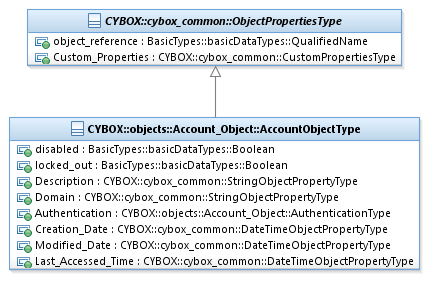 CYBOX::cybox_common::ObjectPropertiesType
object_reference : BasicTypes::basicDataTypes::QualifiedName
Custom_Properties : CYBOX::cybox_common::CustomPropertiesType
CYBOX::objects::Account_Object::AccountObjectType
disabled : BasicTypes::basicDataTypes::Boolean
locked_out : BasicTypes::basicDataTypes::Boolean
Description : CYBOX::cybox_common::StringObjectPropertyType
Domain : CYBOX::cybox_common::StringObjectPropertyType
Authentication : CYBOX::objects::Account_Object::AuthenticationType
Creation_Date : CYBOX::cybox_common::DateTimeObjectPropertyType
Modified_Date : CYBOX::cybox_common::DateTimeObjectPropertyType
Last_Accessed_Time : CYBOX::cybox_common::DateTimeObjectPropertyType